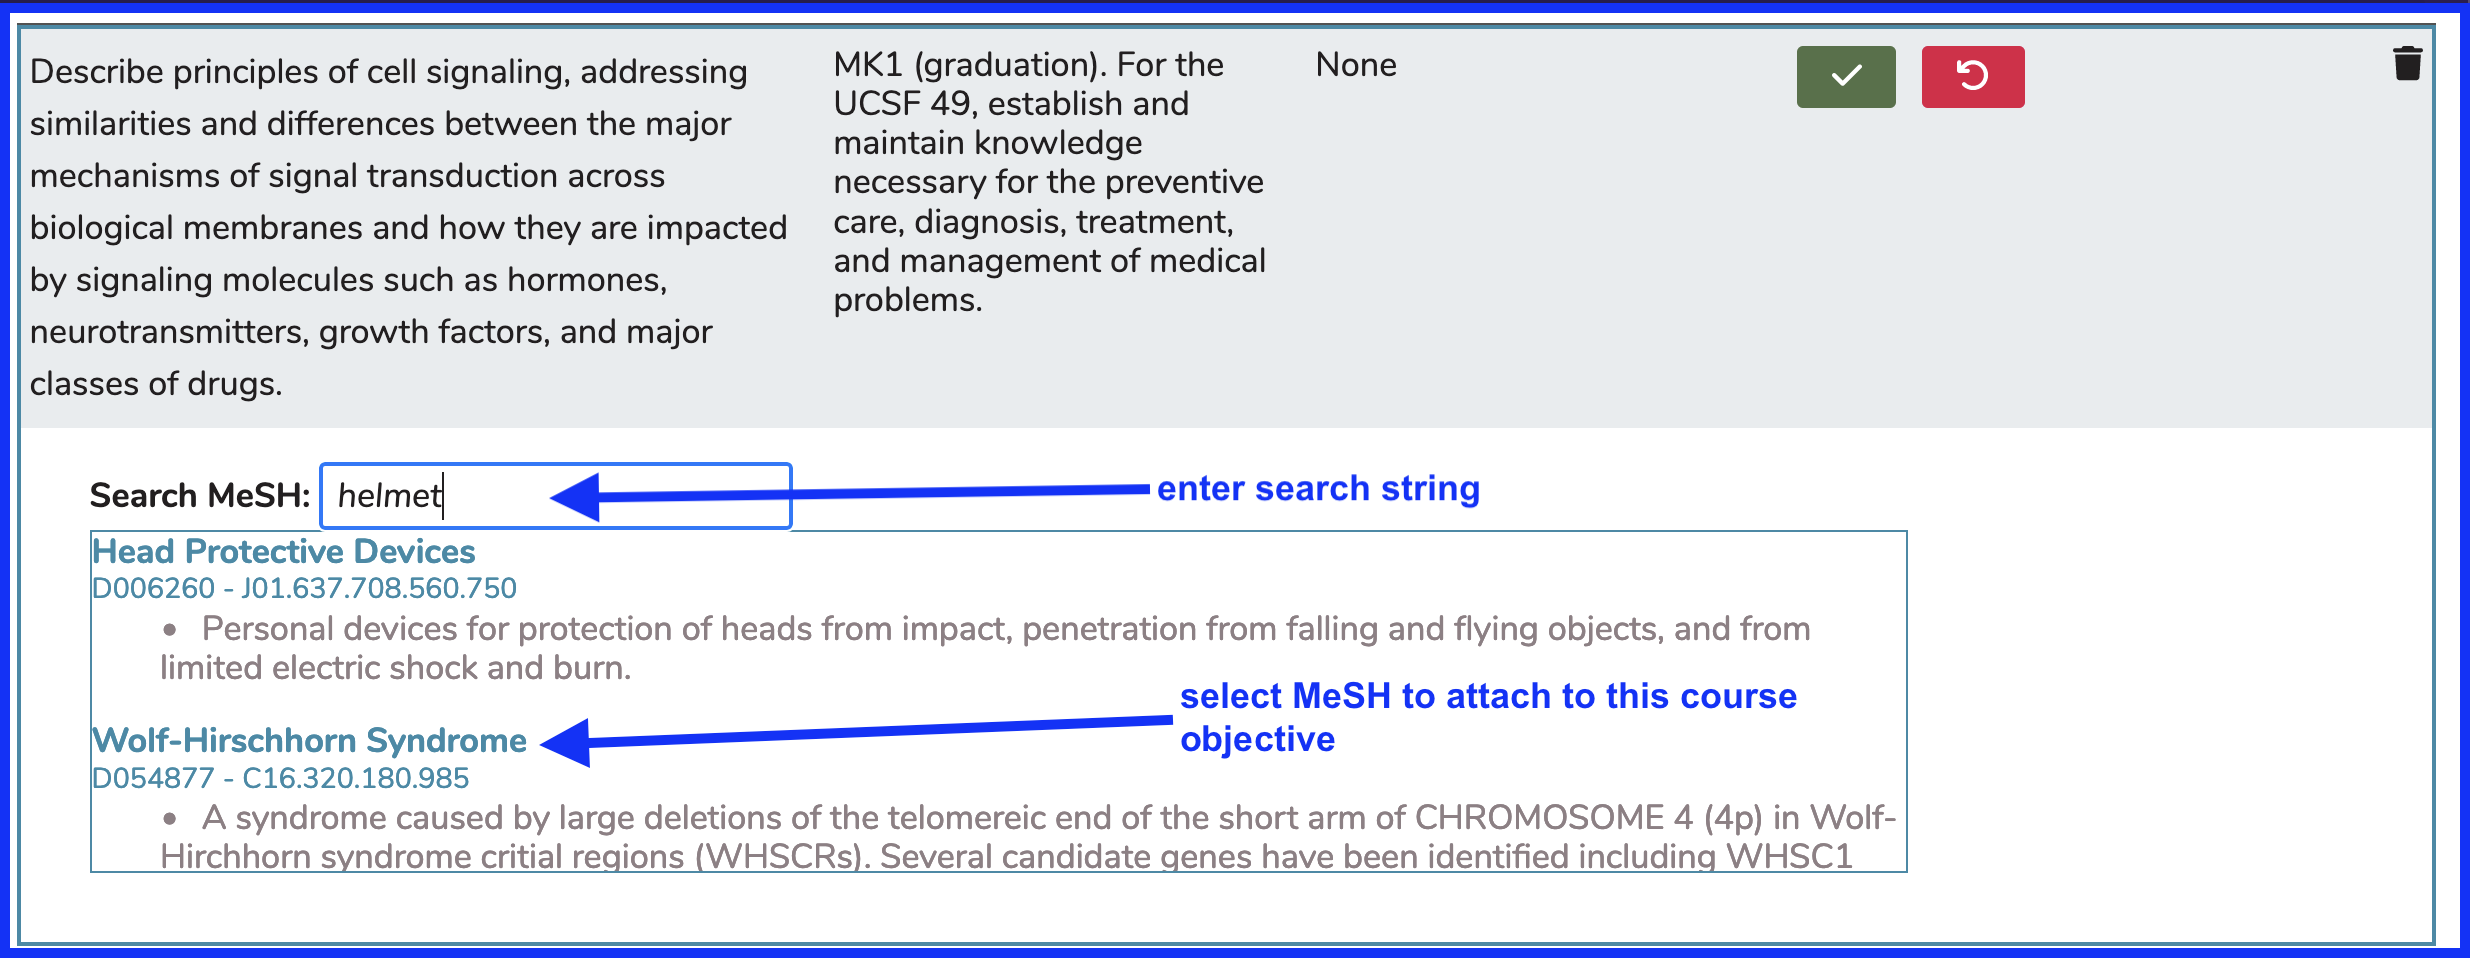 Describe principles of cell signaling, addressing
similarities and differences between the major
mechanisms of signal transduction across
biological membranes and how they are impacted
by signaling molecules such as hormones,
neurotransmitters, growth factors, and major
classes of drugs.
MK1 (graduation). For the
UCSF 49, establish and
maintain knowledge
necessary for the preventive
care, diagnosis, treatment,
and management of medical
problems.
None
Search MeSH: helmet
enter search string
Head Protective Devices
D006260 - J01.637.708.560.750
• Personal devices for protection of heads from impact, penetration from falling and flying objects, and from
limited electric shock and burn.
select MeSH to attach to this course
objective
Wolf-Hirschhorn Syndrome
D054877 - C16.320.180.985
• A syndrome caused by large deletions of the telomereic end of the short arm of CHROMOSOME 4 (4p) in Wolf-
Hirchhorn syndrome critial regions (WHSCRs). Several candidate genes have been identified including WHSC1